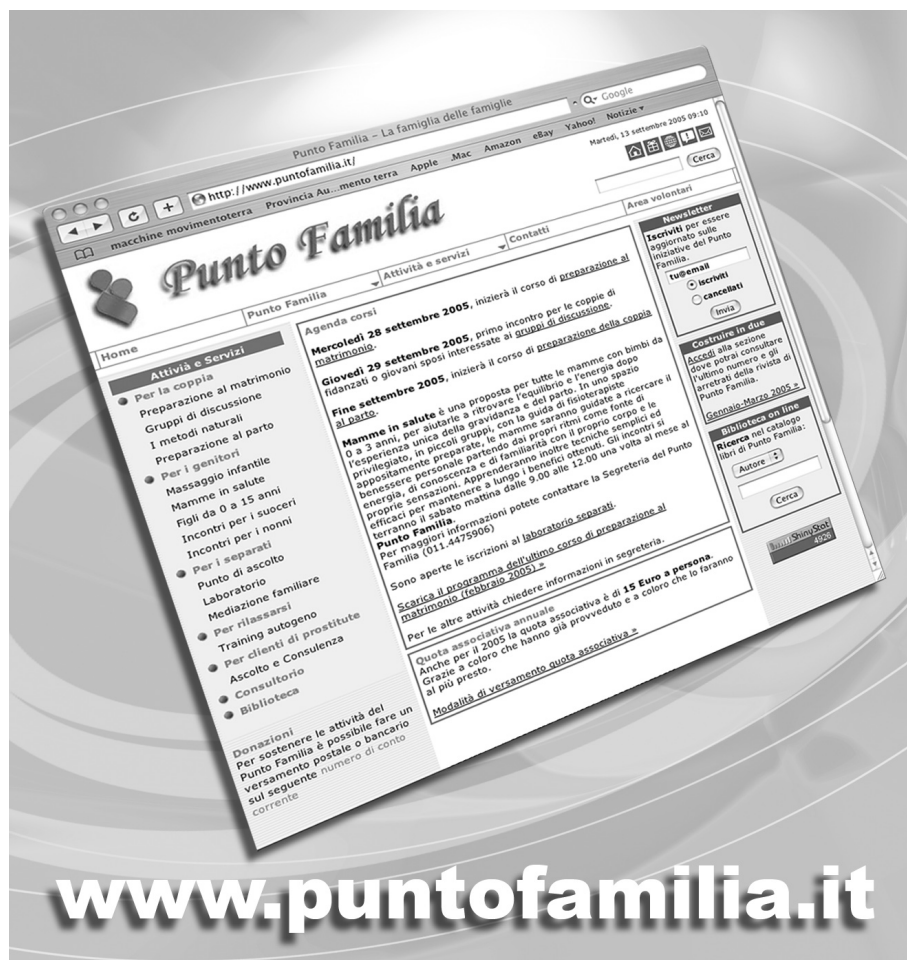 Punto Familia – La famiglia delle famiglie
http://www.puntofamilia.it/
Google
macchine movimentoterra Provincia Au...mento terra Apple .Mac Amazon eBay Yahoo! Notizie
Martedì, 13 settembre 2005 09:10
Cerca
Punto Familia
Home
Punto Familia
Attività e servizi
Contatti
Area volontari
Attivià e Servizi
Per la coppia
Preparazione al matrimonio
Gruppi di discussione
I metodi naturali
Preparazione al parto
Per i genitori
Massaggio infantile
Mamme in salute
Figli da 0 a 15 anni
Incontri per i suoceri
Incontri per i nonni
Per i separati
Punto di ascolto
Laboratorio
Mediazione familiare
Per rilassarsi
Training autogeno
Per clienti di prostitute
Ascolto e Consulenza
Consultorio
Biblioteca
Donazioni
Per sostenere le attività del
Punto Familia è possibile fare un
versamento postale o bancario
sul seguente numero di conto
corrente
Agenda corsi
Mercoledì 28 settembre 2005, inizierà il corso di preparazione al
matrimonio.
Giovedì 29 settembre 2005, primo incontro per le coppie di
fidanzati o giovani sposi interessate ai gruppi di discussione.
Fine settembre 2005, inizierà il corso di preparazione della coppia
al parto.
Mamme in salute è una proposta per tutte le mamme con bimbi da
0 a 3 anni, per aiutarle a ritrovare l'equilibrio e l'energia dopo
l'esperienza unica della gravidanza e del parto. In uno spazio
privilegiato, in piccoli gruppi, con la guida di fisioterapiste
appositamente preparate, le mamme saranno guidate a ricercare il
benessere personale partendo dai propri ritmi come fonte di
energia, di conoscenza e di familiarità con il proprio corpo e le
proprie sensazioni. Apprenderanno inoltre tecniche semplici ed
efficaci per mantenere a lungo i benefici ottenuti. Gli incontri si
terranno il sabato mattina dalle 9.00 alle 12.00 una volta al mese al
Punto Familia.
Per maggiori informazioni potete contattare la Segreteria del Punto
Familia (011.4475906)
Sono aperte le iscrizioni al laboratorio separati.
Scarica il programma dell'ultimo corso di preparazione al
matrimonio (febbraio 2005) »
Per le altre attività chiedere informazioni in segreteria.
Quota associativa annuale
Anche per il 2005 la quota associativa è di 15 Euro a persona.
Grazie a coloro che hanno già provveduto e a coloro che lo faranno
al più presto.
Modalità di versamento quota associativa »
Newsletter
Iscriviti per essere
aggiornato sulle
iniziative del Punto
Familia.
tu@email
iscriviti
cancellati
Invia
Costruire in due
Accedi alla sezione
dove potrai consultare
l'ultimo numero e gli
arretrati della rivista di
Punto Familia.
Gennaio-Marzo 2005 »
Biblioteca on line
Ricerca nel catalogo
libri di Punto Familia:
Autore
Cerca
ShinyStat
4926
www.puntofamilia.it